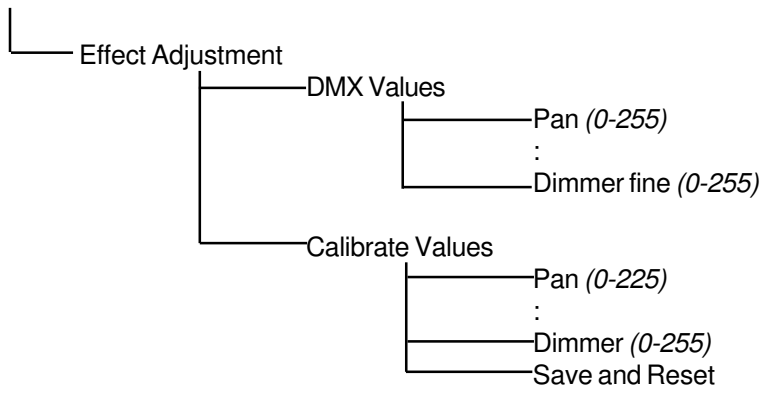 Effect Adjustment
DMX Values
Pan (0-255)
:
Dimmer fine (0-255)
Calibrate Values
Pan (0-225)
:
Dimmer (0-255)
Save and Reset